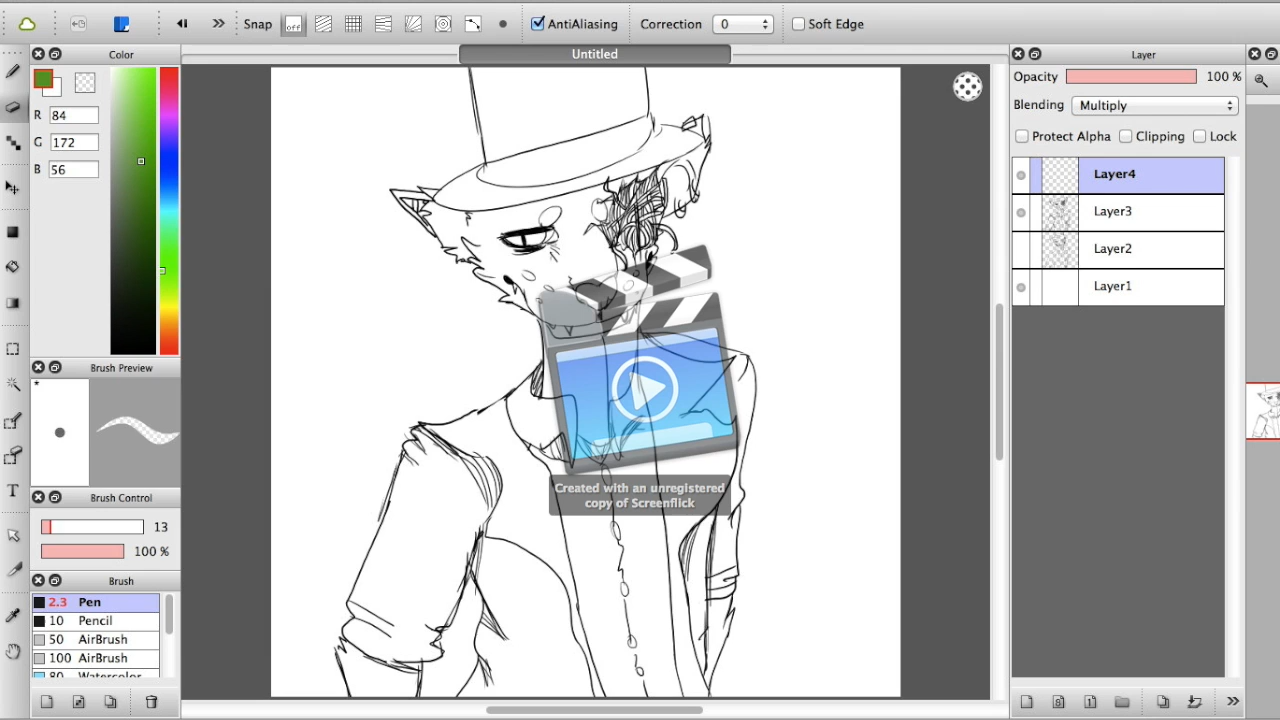 Snap off AntiAliasing Correction 0 Soft Edge
Color Untitled Layer
Opacity 100 %
R 84
Blending Multiply
G 172
Protect Alpha Clipping Lock
B 56
Layer4
Layer3
Layer2
Layer1
Brush Preview
*
Brush Control
13
100 %
Brush
2.3 Pen
10 Pencil
50 AirBrush
100 AirBrush
80 Watercolor
Created with an unregistered
copy of Screenflick